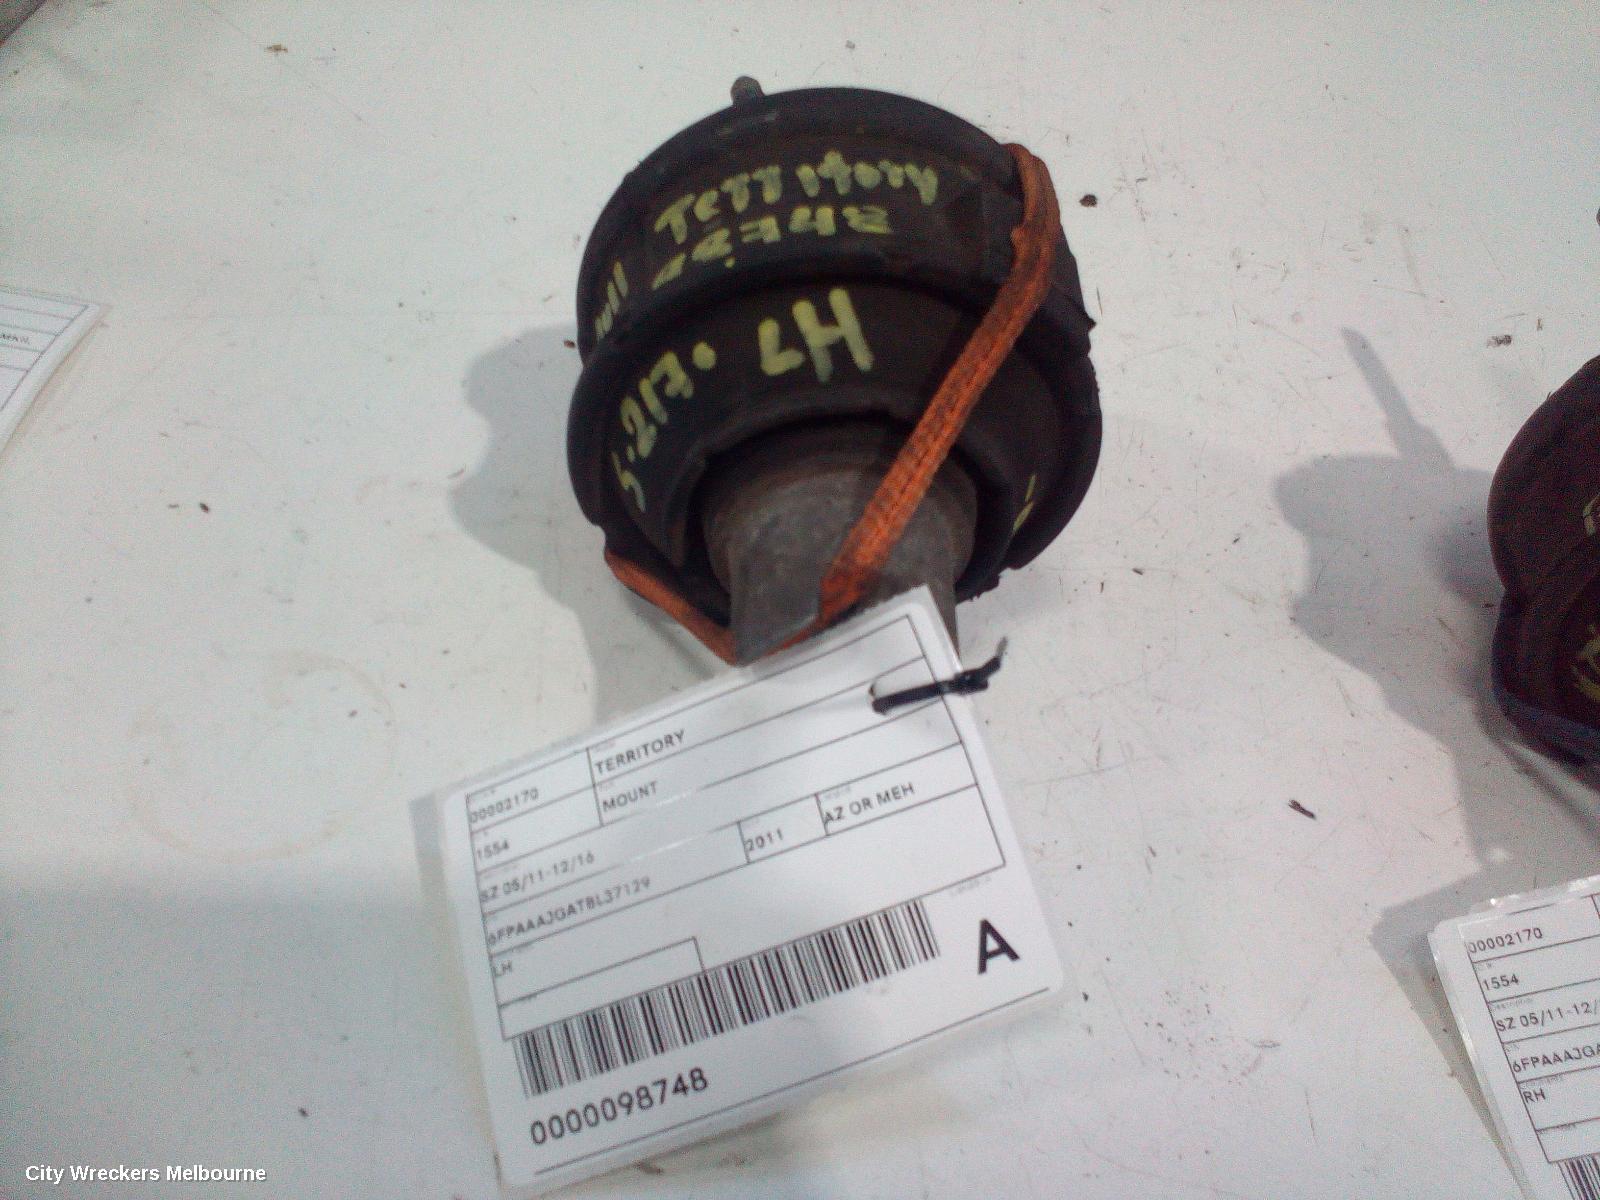 Territory
LH
S.2170.
TERRITORY
00002170
MOUNT
1554
SZ 05/11-12/16
2011
AZ OR MEH
6FPAAAJGATBL37129
LH
A
0000098748
00002170
1554
SZ 05/11-12/
6FPAAAJGA
RH
City Wreckers Melbourne